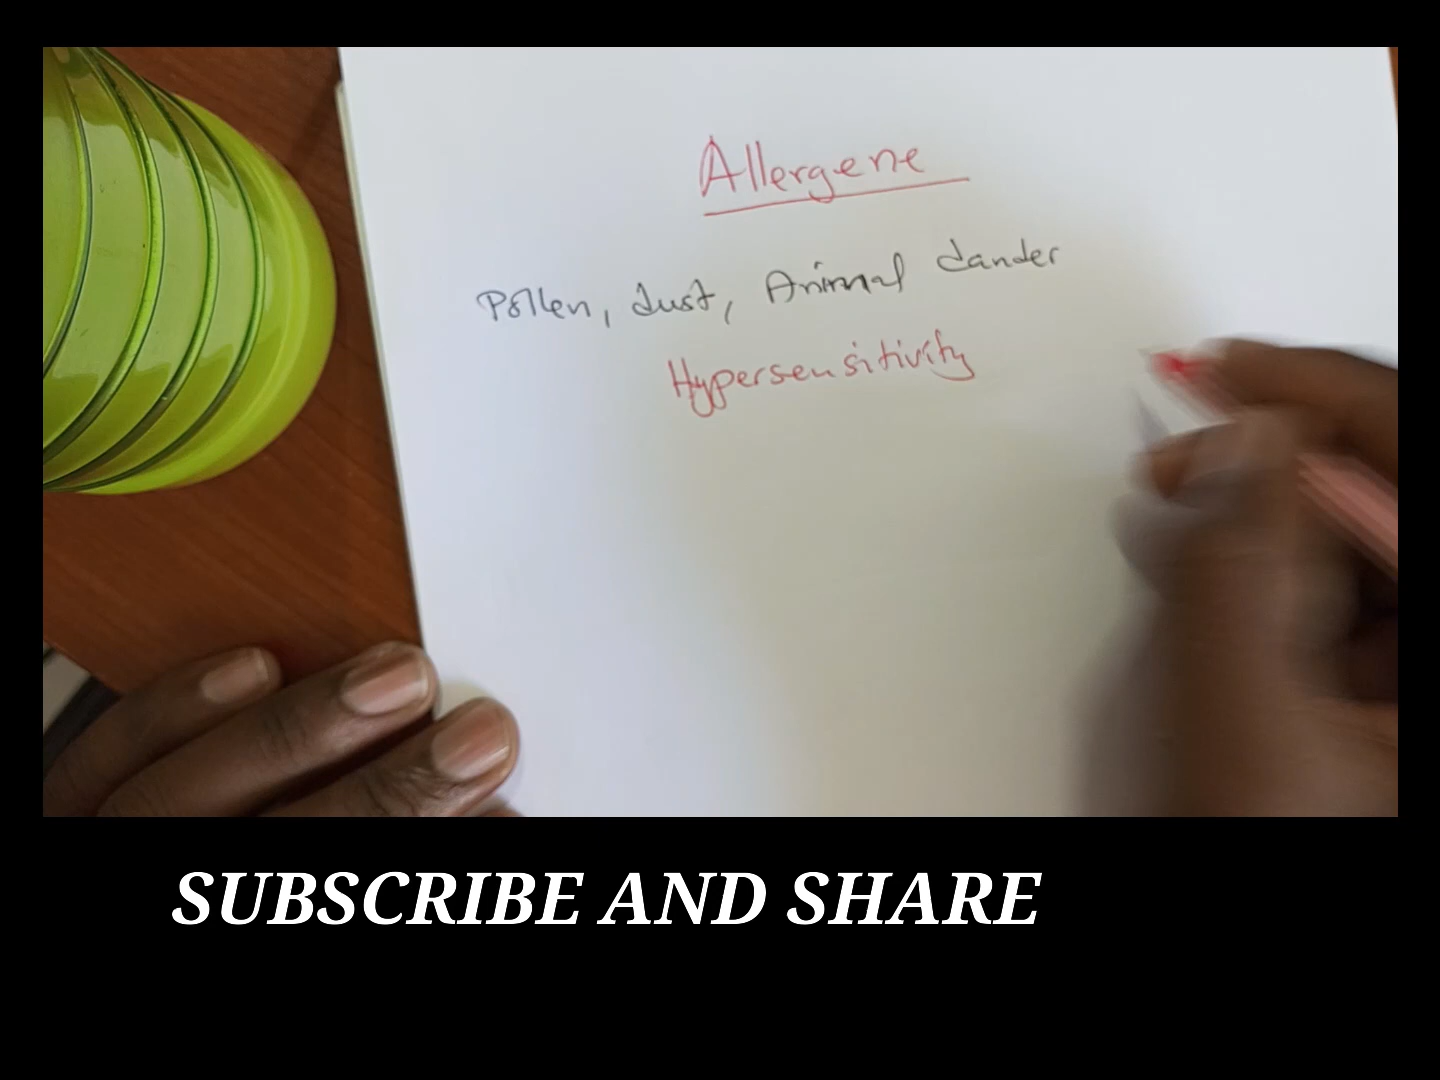 Allergene
Pollen, dust, Animal dander
Hypersensitivity
SUBSCRIBE AND SHARE